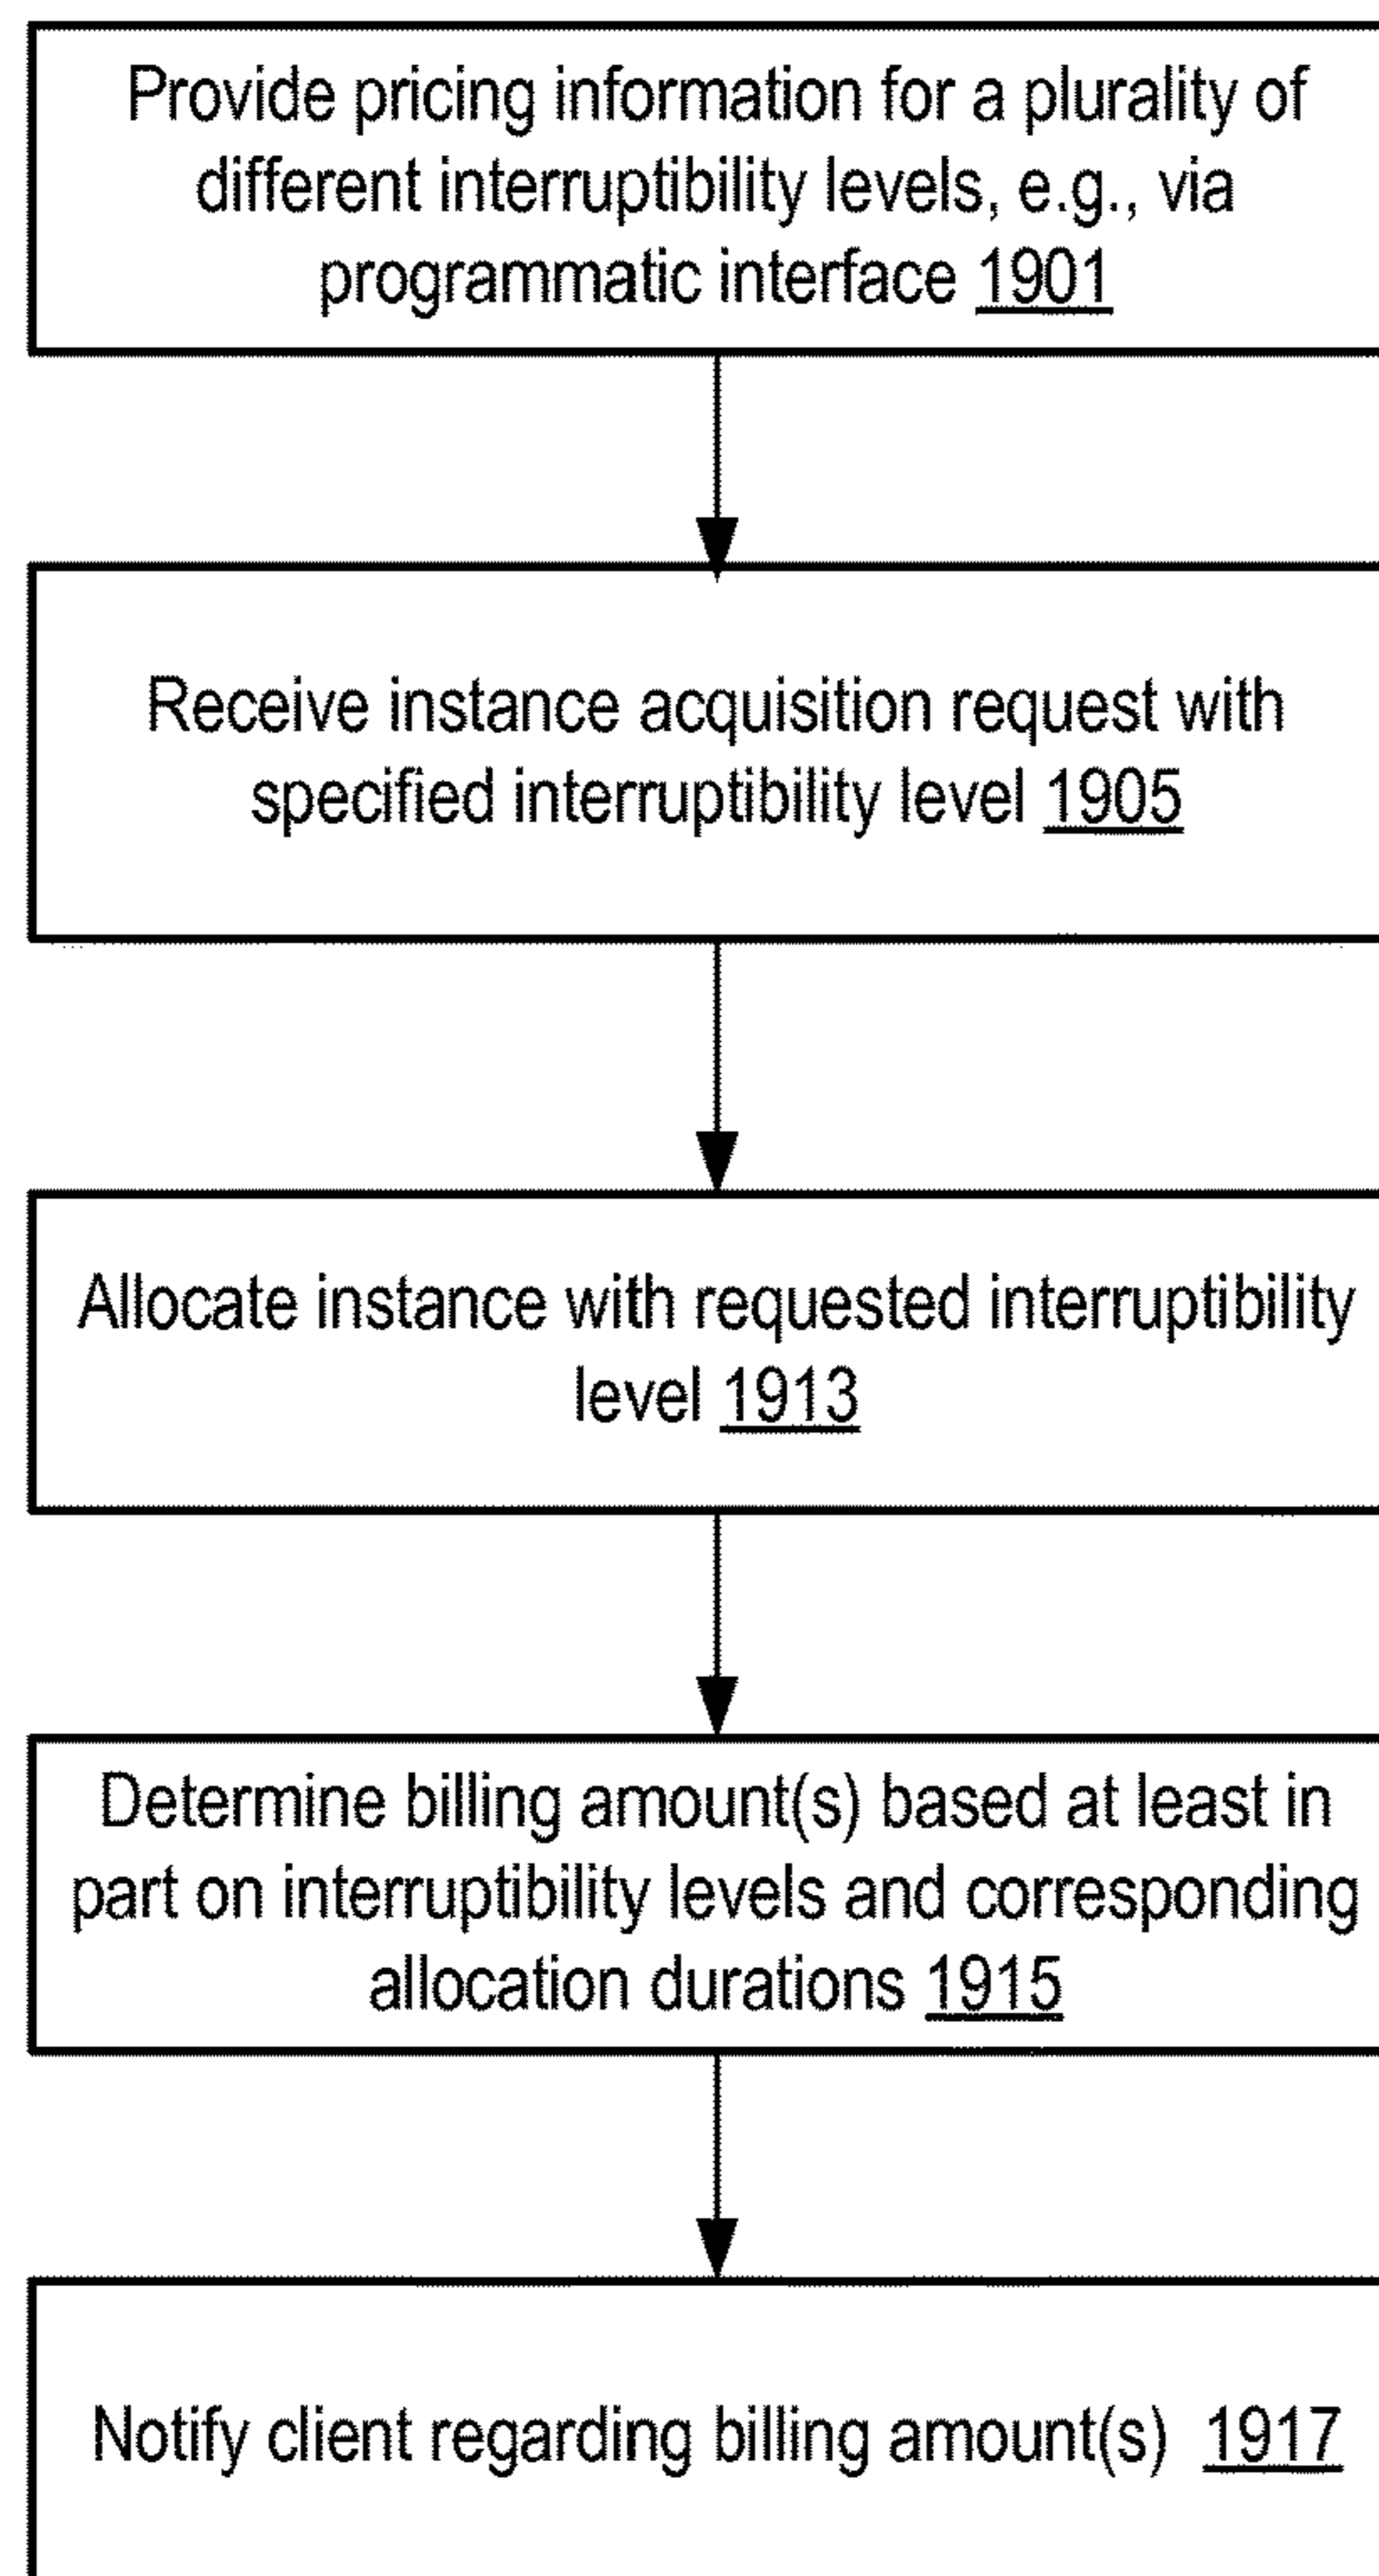 Provide pricing information for a plurality of
different interruptibility levels, e.g., via
programmatic interface 1901
Receive instance acquisition request with
specified interruptibility level 1905
Allocate instance with requested interruptibility
level 1913
Determine billing amount(s) based at least in
part on interruptibility levels and corresponding
allocation durations 1915
Notify client regarding billing amount(s) 1917